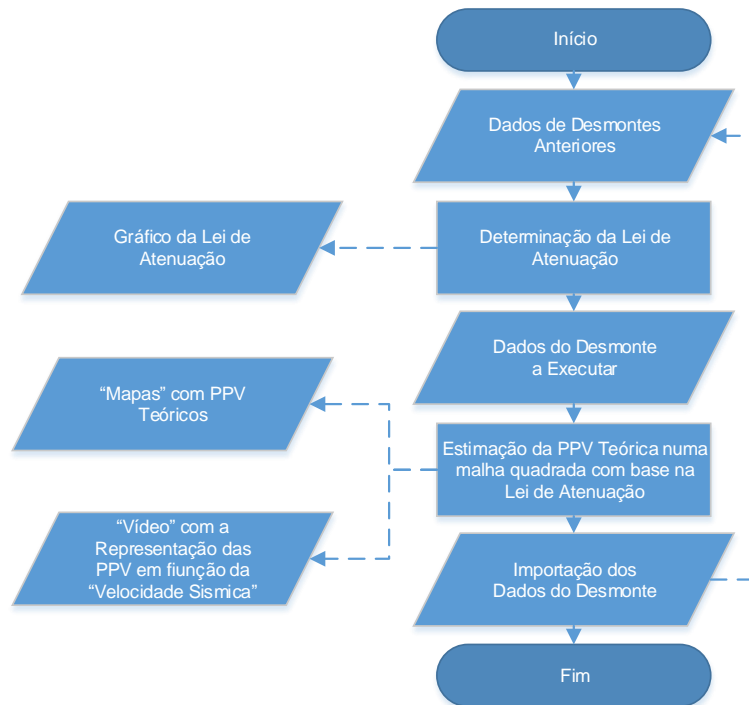 Início
Dados de Desmontes
Anteriores
Gráfico da Lei de
Atenuação
Determinação da Lei de
Atenuação
Dados do Desmonte
a Executar
“Mapas” com PPV
Teóricos
Estimação da PPV Teórica numa
malha quadrada com base na
Lei de Atenuação
“Vídeo” com a
Representação das
PPV em fiunção da
“Velocidade Sismica”
Importação dos
Dados do Desmonte
Fim